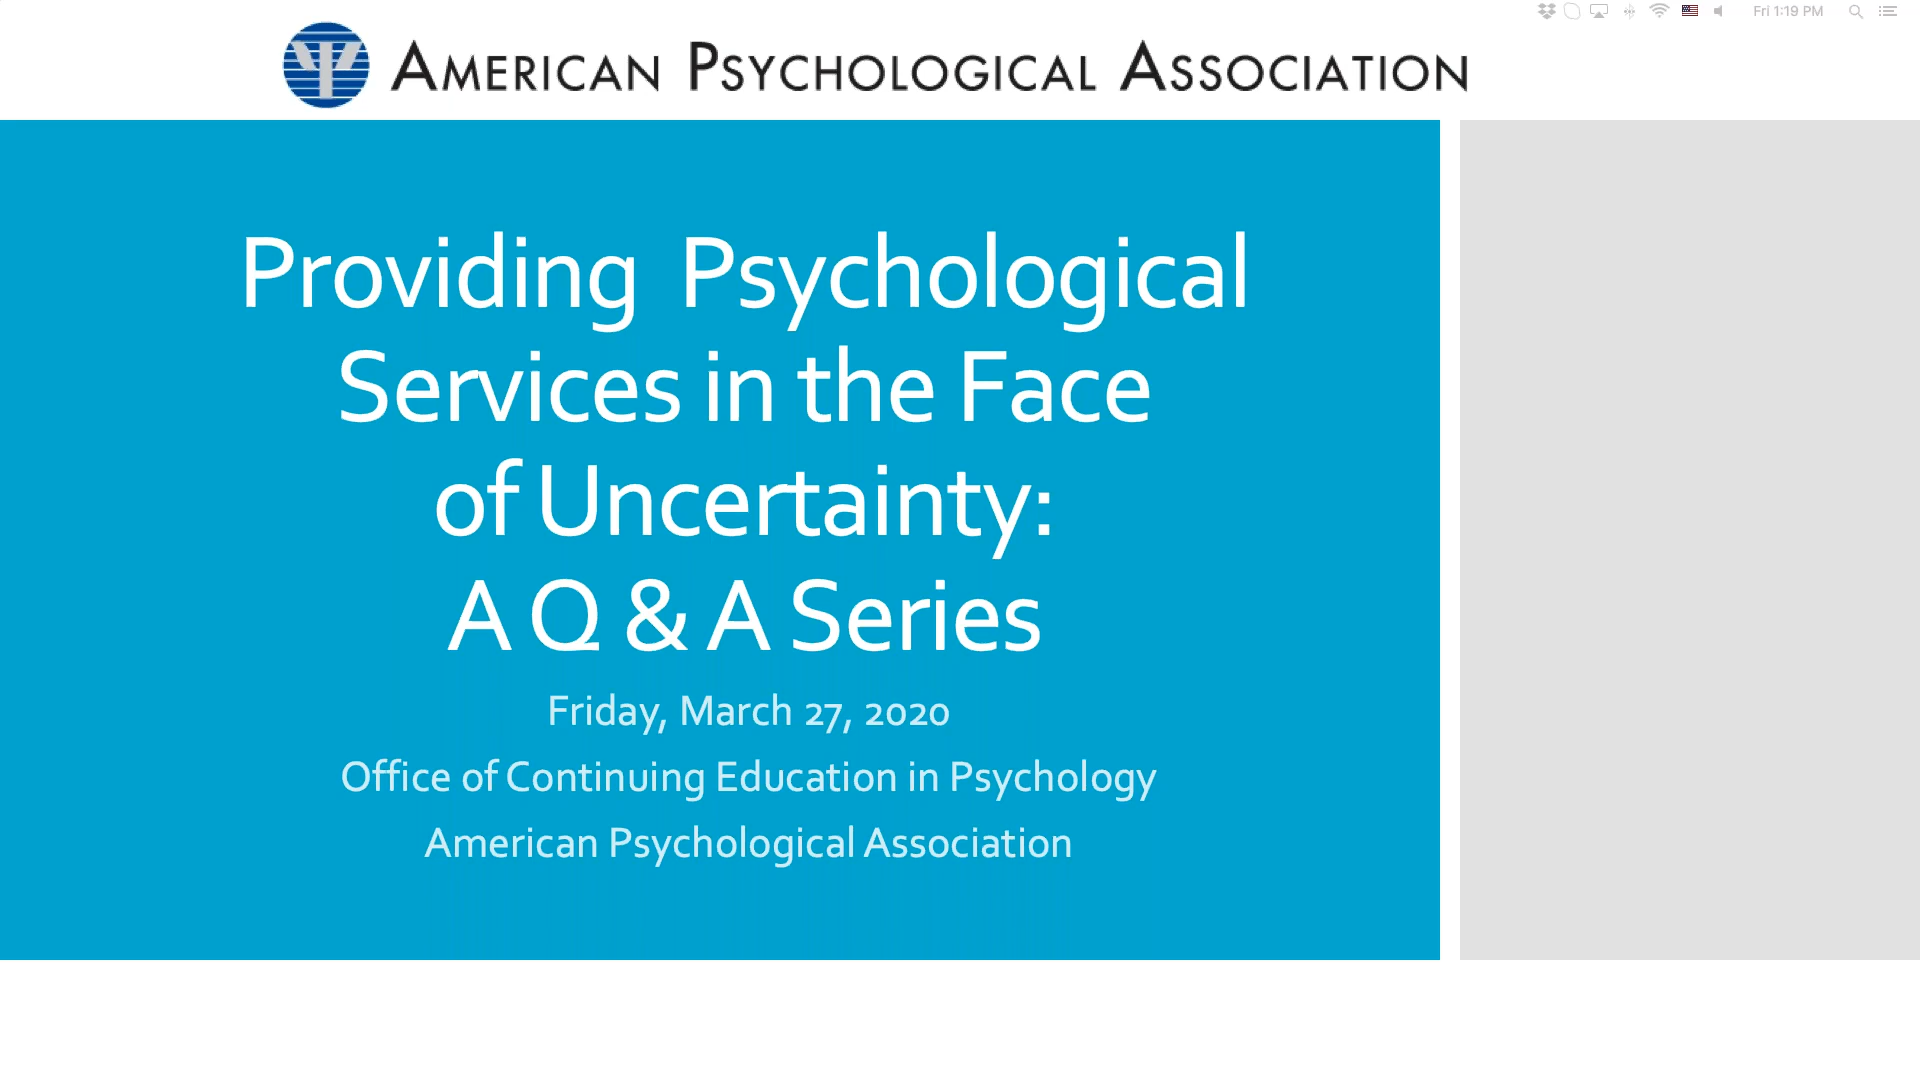 Fri 1:19 PM
AMERICAN PSYCHOLOGICAL ASSOCIATION
Providing Psychological
Services in the Face
of Uncertainty:
A Q & A Series
Friday, March 27, 2020
Office of Continuing Education in Psychology
American Psychological Association